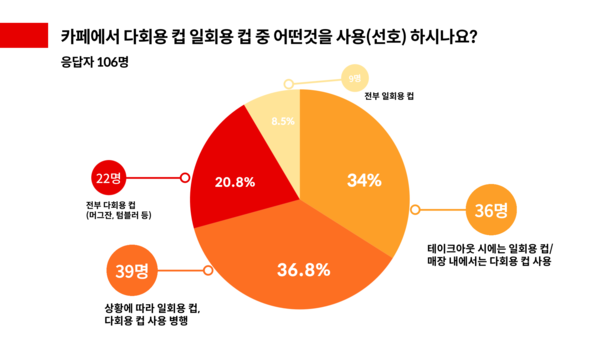 카페에서 다회용 컵 일회용 컵 중 어떤것을 사용(선호) 하시나요?
응답자 106명
9명
전부 일회용 컵
8.5%
22명
전부 다회용 컵
(머그잔, 텀블러 등)
20.8%
34%
36명
테이크아웃 시에는 일회용 컵/
매장 내에서는 다회용 컵 사용
39명
상황에 따라 일회용 컵,
다회용 컵 사용 병행
36.8%